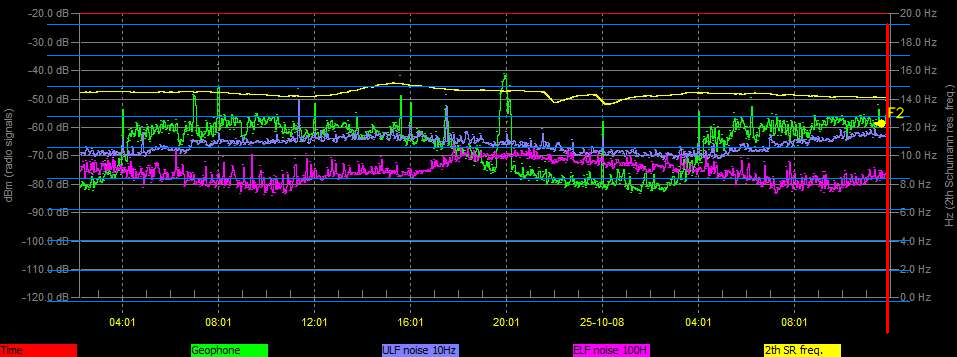 -20.0 dB 20.0 Hz
-30.0 dB 18.0 Hz
-40.0 dB 16.0 Hz
-50.0 dB 14.0 Hz
F2
-60.0 dB 12.0 Hz
-70.0 dB 10.0 Hz
-80.0 dB 8.0 Hz
-90.0 dB 6.0 Hz
-100.0 dB 4.0 Hz
-110.0 dB 2.0 Hz
-120.0 dB 0.0 Hz
dBm (radio signals)
Hz (2th Schumann res. freq.)
04:01 08:01 12:01 16:01 20:01 25-10-08 04:01 08:01
Time Geophone ULF noise 10Hz ELF noise 100H 2th SR freq.